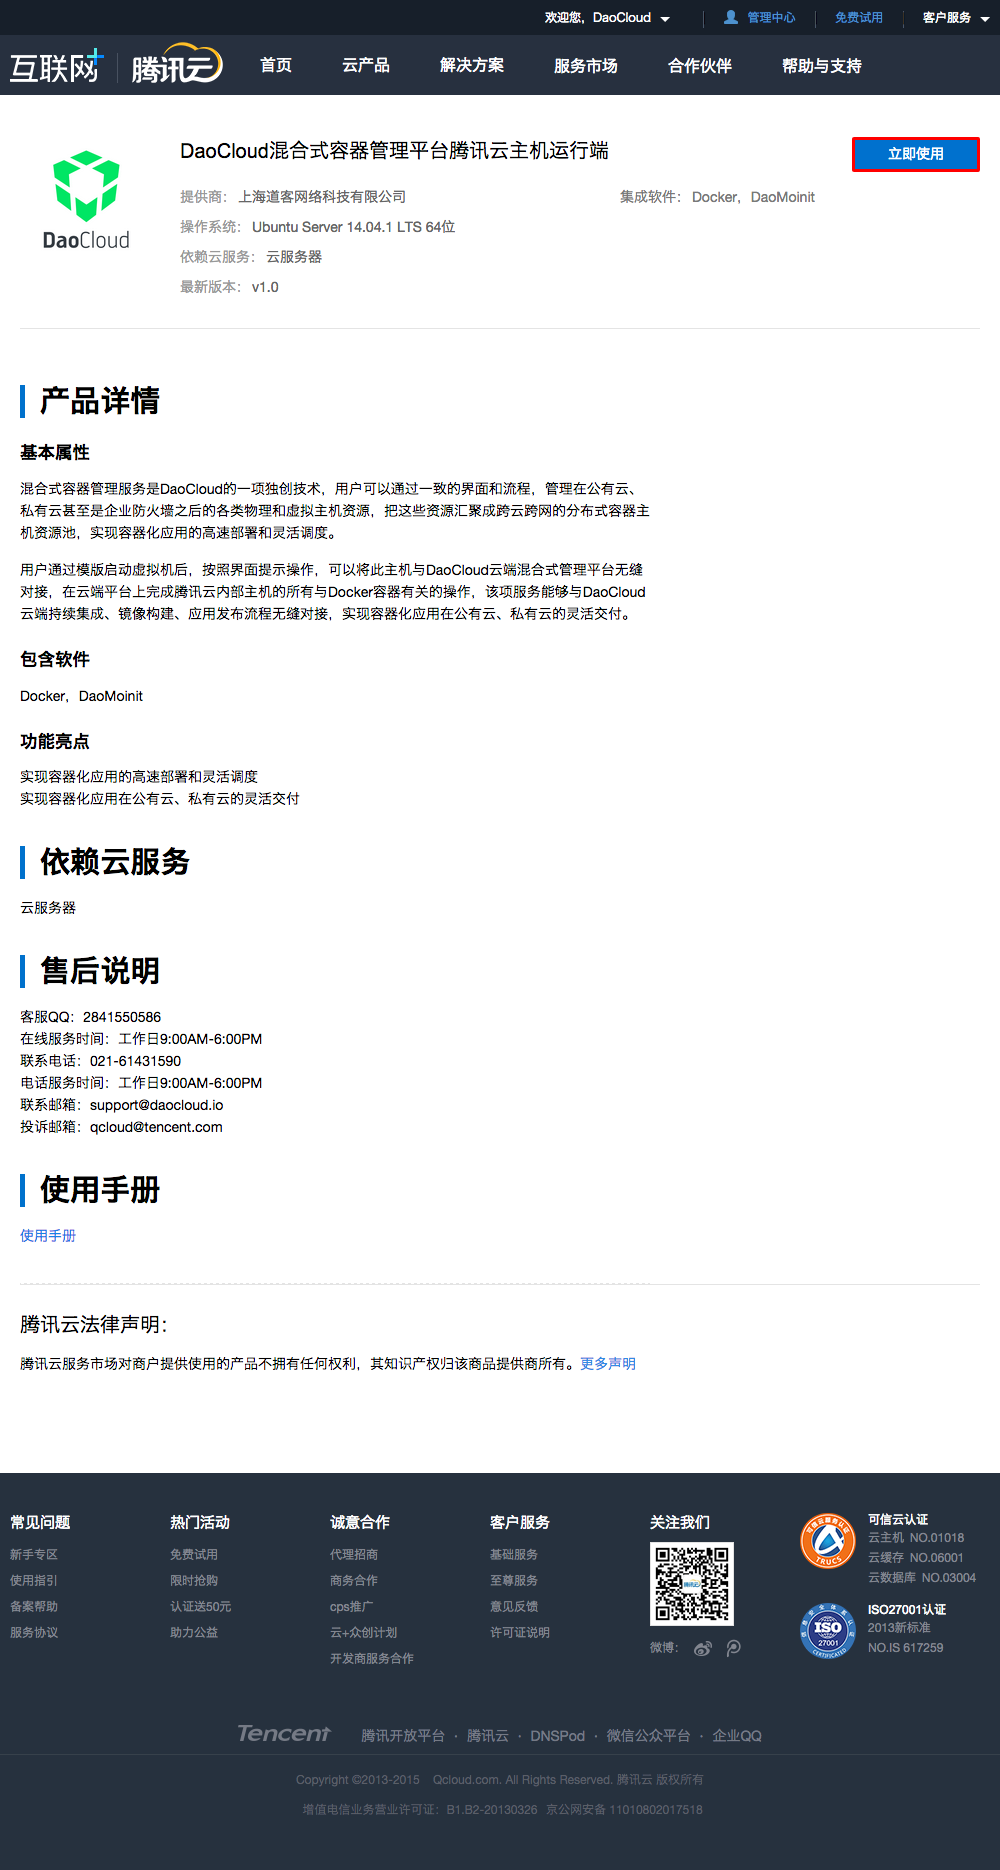 欢迎您，DaoCloud 管理中心 免费试用 客户服务
互联网+ 腾讯云 首页 云产品 解决方案 服务市场 合作伙伴 帮助与支持
DaoCloud混合式容器管理平台腾讯云主机运行端 立即使用
DaoCloud
提供商： 上海道客网络科技有限公司 集成软件： Docker，DaoMoinit
操作系统： Ubuntu Server 14.04.1 LTS 64位
依赖云服务： 云服务器
最新版本： v1.0
产品详情
基本属性
混合式容器管理服务是DaoCloud的一项独创技术，用户可以通过一致的界面和流程，管理在公有云、
私有云甚至是企业防火墙之后的各类物理和虚拟主机资源，把这些资源汇聚成跨云跨网的分布式容器主
机资源池，实现容器化应用的高速部署和灵活调度。
用户通过模版启动虚拟机后，按照界面提示操作，可以将此主机与DaoCloud云端混合式管理平台无缝
对接，在云端平台上完成腾讯云内部主机的所有与Docker容器有关的操作，该项服务能够与DaoCloud
云端持续集成、镜像构建、应用发布流程无缝对接，实现容器化应用在公有云、私有云的灵活交付。
包含软件
Docker，DaoMoinit
功能亮点
实现容器化应用的高速部署和灵活调度
实现容器化应用在公有云、私有云的灵活交付
依赖云服务
云服务器
售后说明
客服QQ：2841550586
在线服务时间：工作日9:00AM-6:00PM
联系电话：021-61431590
电话服务时间：工作日9:00AM-6:00PM
联系邮箱：support@daocloud.io
投诉邮箱：qcloud@tencent.com
使用手册
使用手册
腾讯云法律声明：
腾讯云服务市场对商户提供使用的产品不拥有任何权利，其知识产权归该商品提供商所有。更多声明
常见问题
新手专区
使用指引
备案帮助
服务协议
热门活动
免费试用
限时抢购
认证送50元
助力公益
诚意合作
代理招商
商务合作
cps推广
云+众创计划
开发商服务合作
客户服务
基础服务
至尊服务
意见反馈
许可证说明
关注我们
腾讯云
微博：
可信云服务认证
TRUCS
可信云认证
云主机 NO.01018
云缓存 NO.06001
云数据库 NO.03004
ISO
27001
CERTIFICATED
ISO27001认证
2013新标准
NO.IS 617259
Tencent 腾讯开放平台 · 腾讯云 · DNSPod · 微信公众平台 · 企业QQ
Copyright ©2013-2015 Qcloud.com. All Rights Reserved. 腾讯云 版权所有
增值电信业务营业许可证：B1.B2-20130326 京公网安备 11010802017518